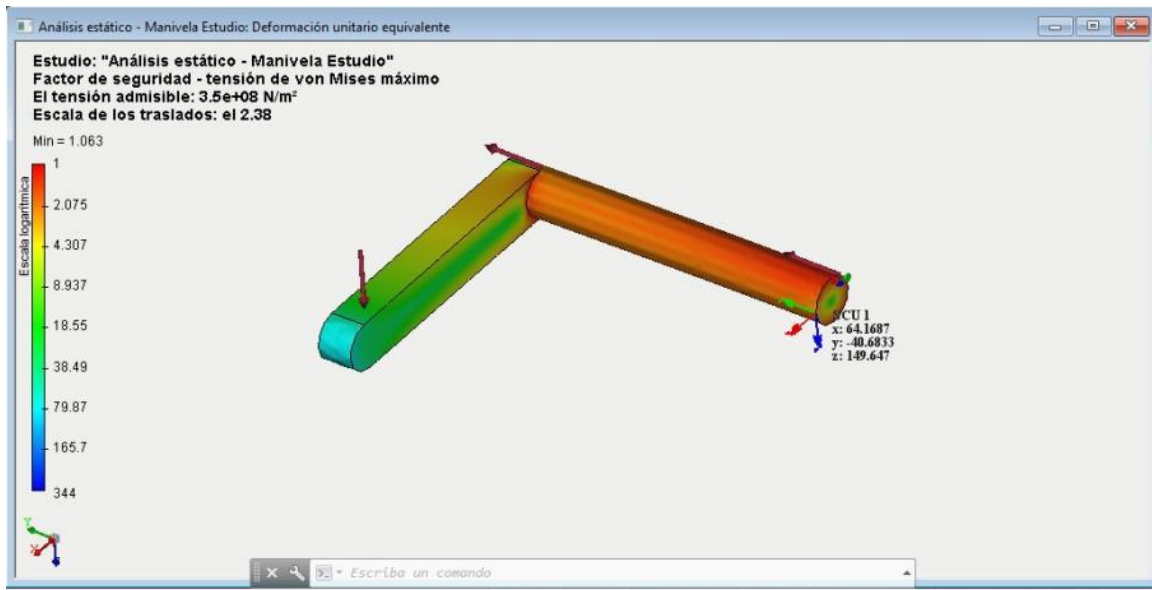 Análisis estático - Manivela Estudio: Deformación unitario equivalente
Estudio: "Análisis estático - Manivela Estudio"
Factor de seguridad - tensión de von Mises máximo
El tensión admisible: 3.5e+08 N/m²
Escala de los traslados: el 2.38
Min = 1.063
Escala logarítmica
1
2.075
4.307
8.937
18.55
38.49
79.87
165.7
344
SCU 1
x: 64.1687
y: -40.6833
z: 149.647
Y
X
Escriba un comando